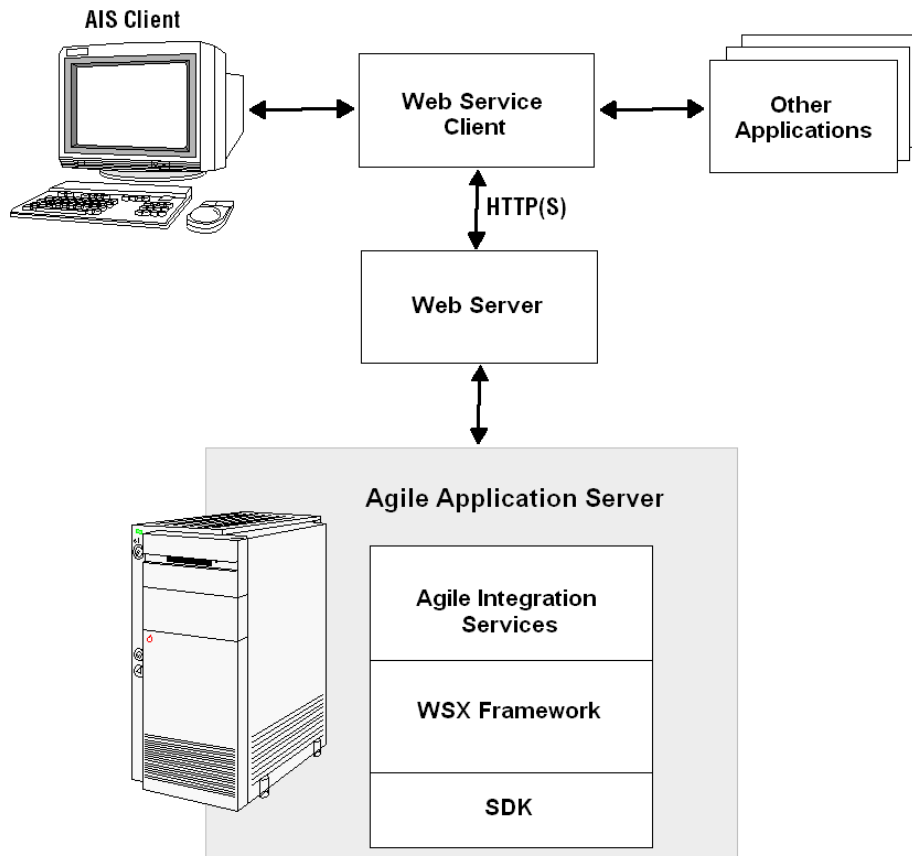 AIS Client
Web Service
Client
Other
Applications
HTTP(S)
Web Server
Agile Application Server
Agile Integration
Services
WSX Framework
SDK